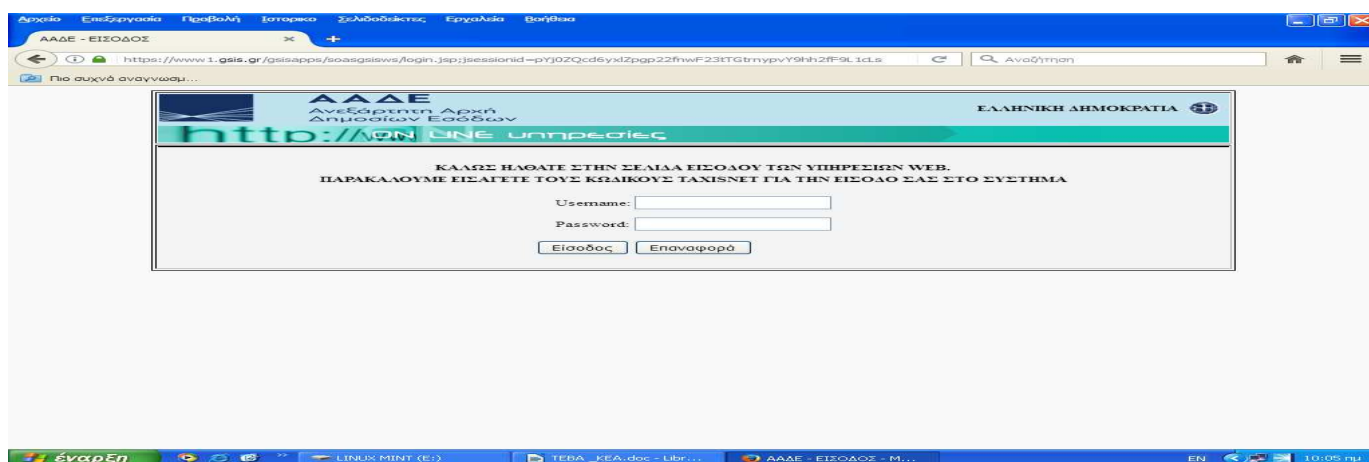 Αρχείο Επεξεργασία Προβολή Ιστορικό Σελιδοδείκτες Εργαλεία Βοήθεια
ΑΑΔΕ - ΕΙΣΟΔΟΣ
https://www1.gsis.gr/gsisapps/soasgsisws/login.jsp;jsessionid= Αναζήτηση
Πιο συχνά αναγνωσμ...
ΑΑΔΕ
Ανεξάρτητη Αρχή
Δημοσίων Εσόδων
ΕΛΛΗΝΙΚΗ ΔΗΜΟΚΡΑΤΙΑ
http://www ON LINE υπηρεσίες
ΚΑΛΩΣ ΗΛΘΑΤΕ ΣΤΗΝ ΣΕΛΙΔΑ ΕΙΣΟΔΟΥ ΤΩΝ ΥΠΗΡΕΣΙΩΝ WEB.
ΠΑΡΑΚΑΛΟΥΜΕ ΕΙΣΑΓΕΤΕ ΤΟΥΣ ΚΩΔΙΚΟΥΣ TAXISNET ΓΙΑ ΤΗΝ ΕΙΣΟΔΟ ΣΑΣ ΣΤΟ ΣΥΣΤΗΜΑ
Username:
Password:
Είσοδος Επαναφορά
έναρξη LINUX MINT (E:) TEBA _KEA.doc - Libr... ΑΑΔΕ - ΕΙΣΟΔΟΣ - M... EN 10:05 πμ